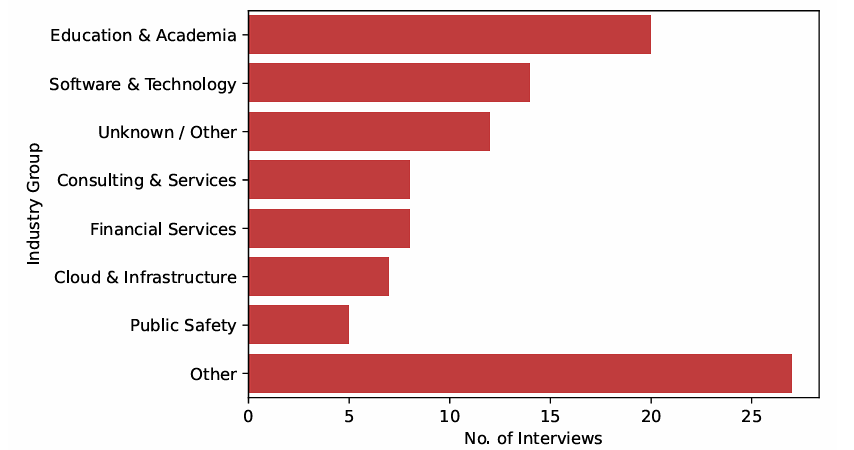 Education & Academia
Software & Technology
Unknown / Other
Consulting & Services
Financial Services
Cloud & Infrastructure
Public Safety
Other
Industry Group
0 5 10 15 20 25
No. of Interviews